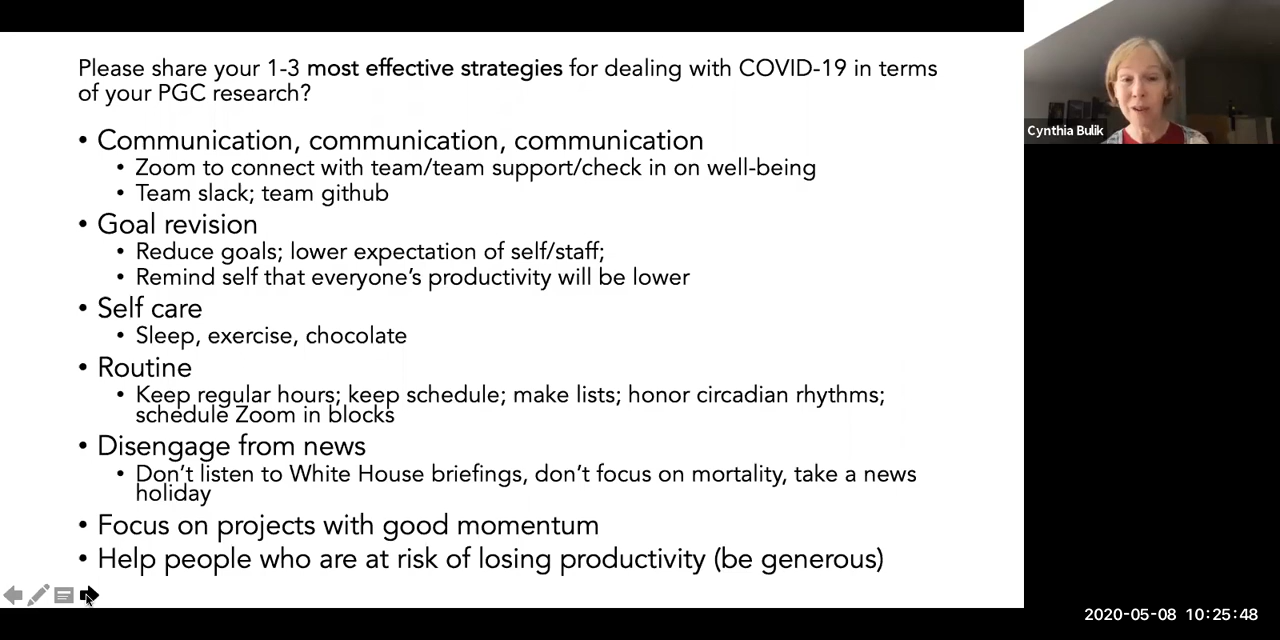 Please share your 1-3 most effective strategies for dealing with COVID-19 in terms
of your PGC research?
• Communication, communication, communication
• Zoom to connect with team/team support/check in on well-being
• Team slack; team github
• Goal revision
• Reduce goals; lower expectation of self/staff;
• Remind self that everyone’s productivity will be lower
• Self care
• Sleep, exercise, chocolate
• Routine
• Keep regular hours; keep schedule; make lists; honor circadian rhythms;
schedule Zoom in blocks
• Disengage from news
• Don’t listen to White House briefings, don’t focus on mortality, take a news
holiday
• Focus on projects with good momentum
• Help people who are at risk of losing productivity (be generous)
Cynthia Bulik
2020-05-08 10:25:48